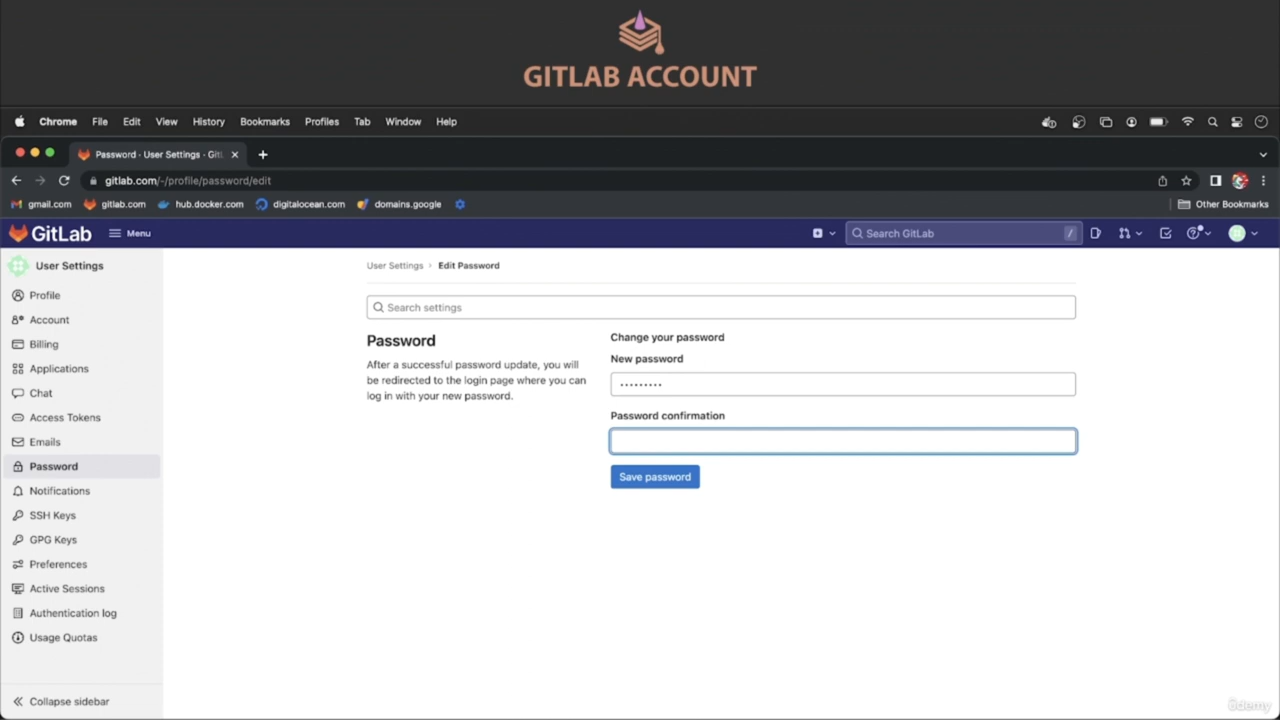 GITLAB ACCOUNT
Chrome File Edit View History Bookmarks Profiles Tab Window Help
Password · User Settings · GitL
gitlab.com/-/profile/password/edit
gmail.com gitlab.com hub.docker.com digitalocean.com domains.google Other Bookmarks
GitLab Menu Search GitLab /
User Settings
User Settings › Edit Password
Profile
Search settings
Account
Password
Change your password
Billing
New password
After a successful password update, you will
be redirected to the login page where you can
log in with your new password.
Applications
•••••••••
Chat
Access Tokens
Password confirmation
Emails
Password
Save password
Notifications
SSH Keys
GPG Keys
Preferences
Active Sessions
Authentication log
Usage Quotas
Collapse sidebar
ûdemy